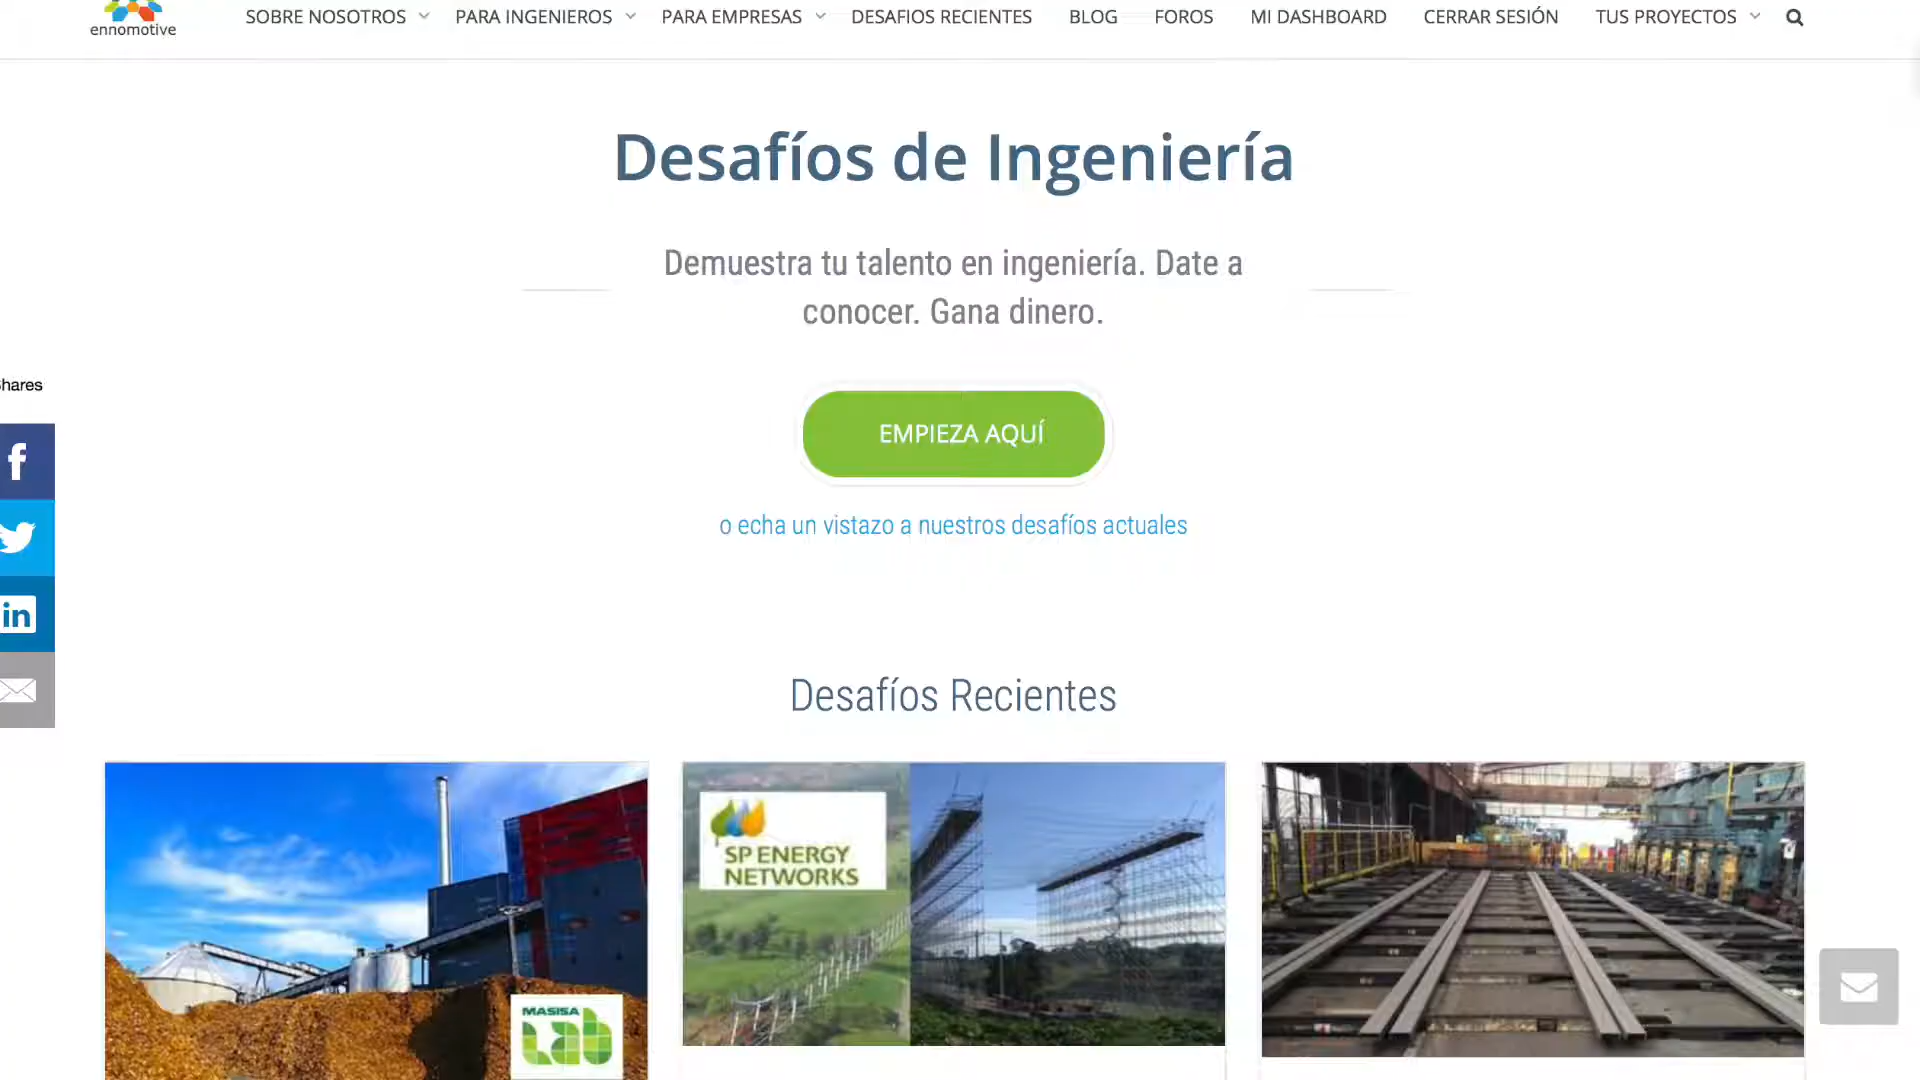 ennomotive
SOBRE NOSOTROS
PARA INGENIEROS
PARA EMPRESAS
DESAFIOS RECIENTES
BLOG
FOROS
MI DASHBOARD
CERRAR SESIÓN
TUS PROYECTOS
Desafíos de Ingeniería
Demuestra tu talento en ingeniería. Date a
conocer. Gana dinero.
hares
EMPIEZA AQUÍ
o echa un vistazo a nuestros desafíos actuales
in
Desafíos Recientes
SP ENERGY
NETWORKS
MASISA
Lab